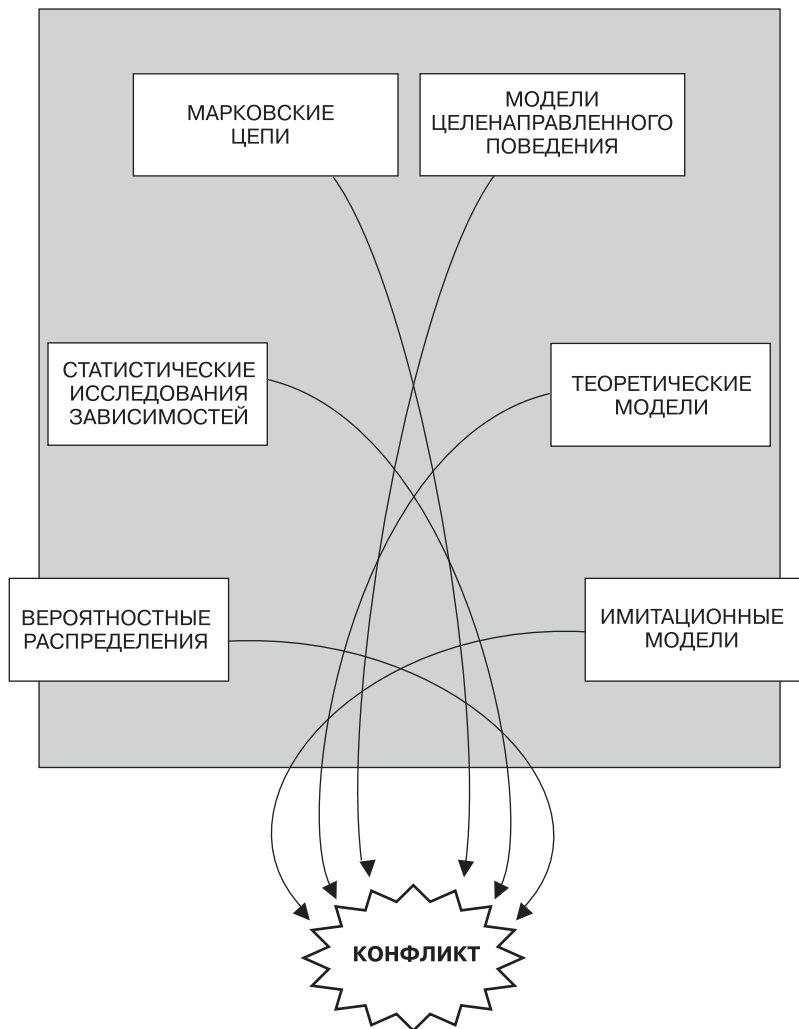 МАРКОВСКИЕ
ЦЕПИ
МОДЕЛИ
ЦЕЛЕНАПРАВЛЕННОГО
ПОВЕДЕНИЯ
СТАТИСТИЧЕСКИЕ
ИССЛЕДОВАНИЯ
ЗАВИСИМОСТЕЙ
ТЕОРЕТИЧЕСКИЕ
МОДЕЛИ
ВЕРОЯТНОСТНЫЕ
РАСПРЕДЕЛЕНИЯ
ИМИТАЦИОННЫЕ
МОДЕЛИ
КОНФЛИКТ